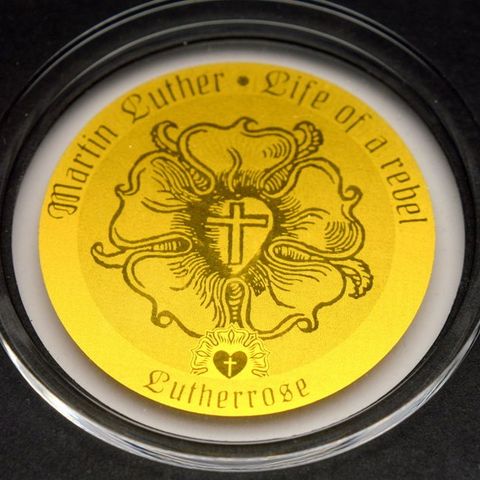 Martin Luther • Life of a rebel
Lutherrose